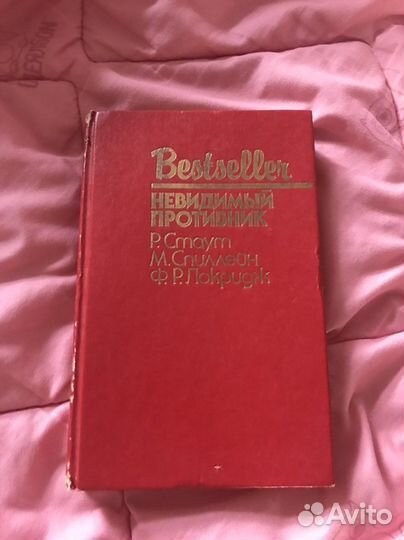 Bestseller
НЕВИДИМЫЙ
ПРОТИВНИК
Р. Стаут
М. Спиллейн
Ф. Р. Локридж
Avito